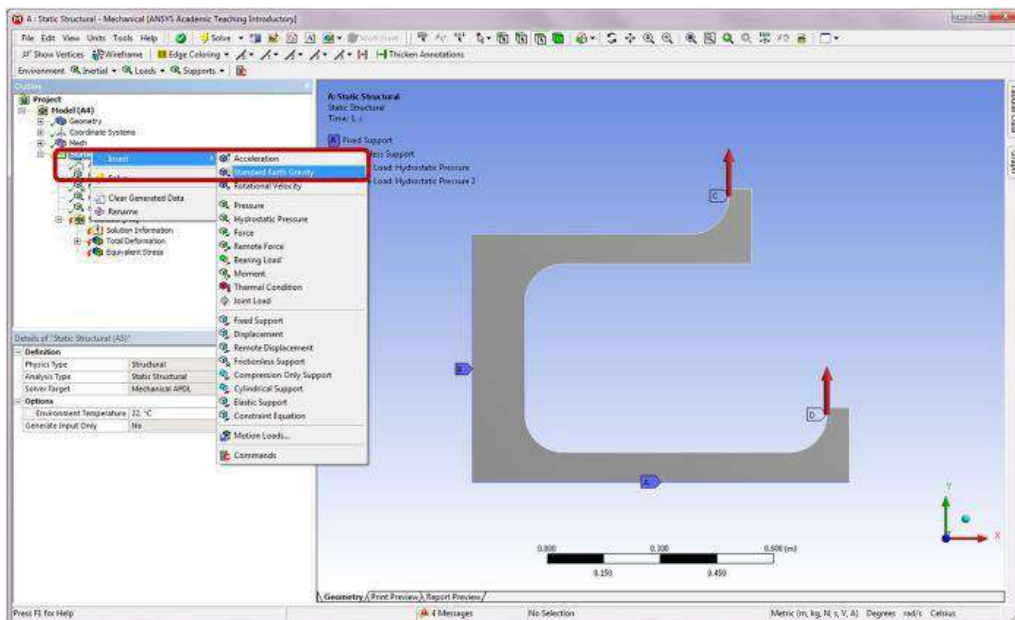 A : Static Structural - Mechanical [ANSYS Academic Teaching Introductory]
File Edit View Units Tools Help Solve
Show Vertices Wireframe Edge Coloring Thicken Annotations
Environment Inertial Loads Supports
Outline
Project
Model (A4)
Geometry
Coordinate Systems
Mesh
Insert
Clear Generated Data
Rename
Solution Information
Total Deformation
Equivalent Stress
Acceleration
Standard Earth Gravity
Rotational Velocity
Pressure
Hydrostatic Pressure
Force
Remote Force
Bearing Load
Moment
Thermal Condition
Joint Load
Fixed Support
Displacement
Remote Displacement
Frictionless Support
Compression Only Support
Cylindrical Support
Elastic Support
Constraint Equation
Motion Loads...
Commands
Details of "Static Structural (A5)"
Definition
Physics Type Structural
Analysis Type Static Structural
Solver Target Mechanical APDL
Options
Environment Temperature 22. °C
Generate Input Only No
A: Static Structural
Static Structural
Time: 1. s
A Fixed Support
less Support
Load: Hydrostatic Pressure
Load: Hydrostatic Pressure 2
C
B
D
A
Y
X
0.000 0.300 0.600 (m)
0.150 0.450
Geometry Print Preview Report Preview
Press F1 for Help 4 Messages No Selection Metric (m, kg, N, s, V, A) Degrees rad/s Celsius